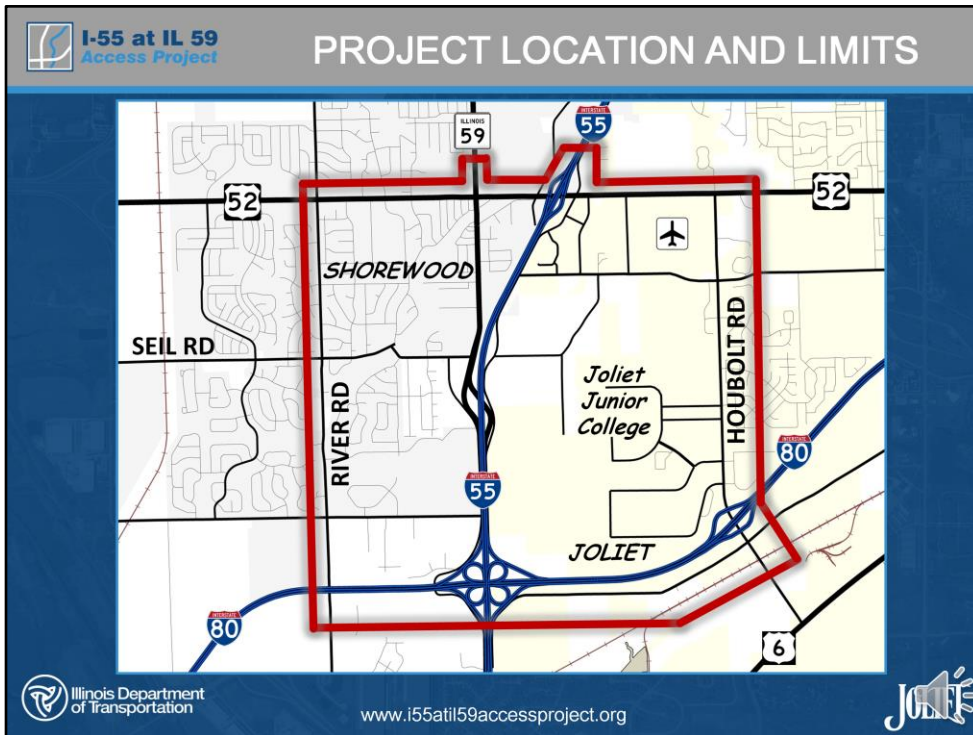 I-55 at IL 59
Access Project
PROJECT LOCATION AND LIMITS
ILLINOIS
59
INTERSTATE
55
52
52
SHOREWOOD
SEIL RD
RIVER RD
Joliet
Junior
College
HOUBOLT RD
INTERSTATE
80
INTERSTATE
55
JOLIET
INTERSTATE
80
6
Illinois Department
of Transportation
www.i55atil59accessproject.org
JOLIET